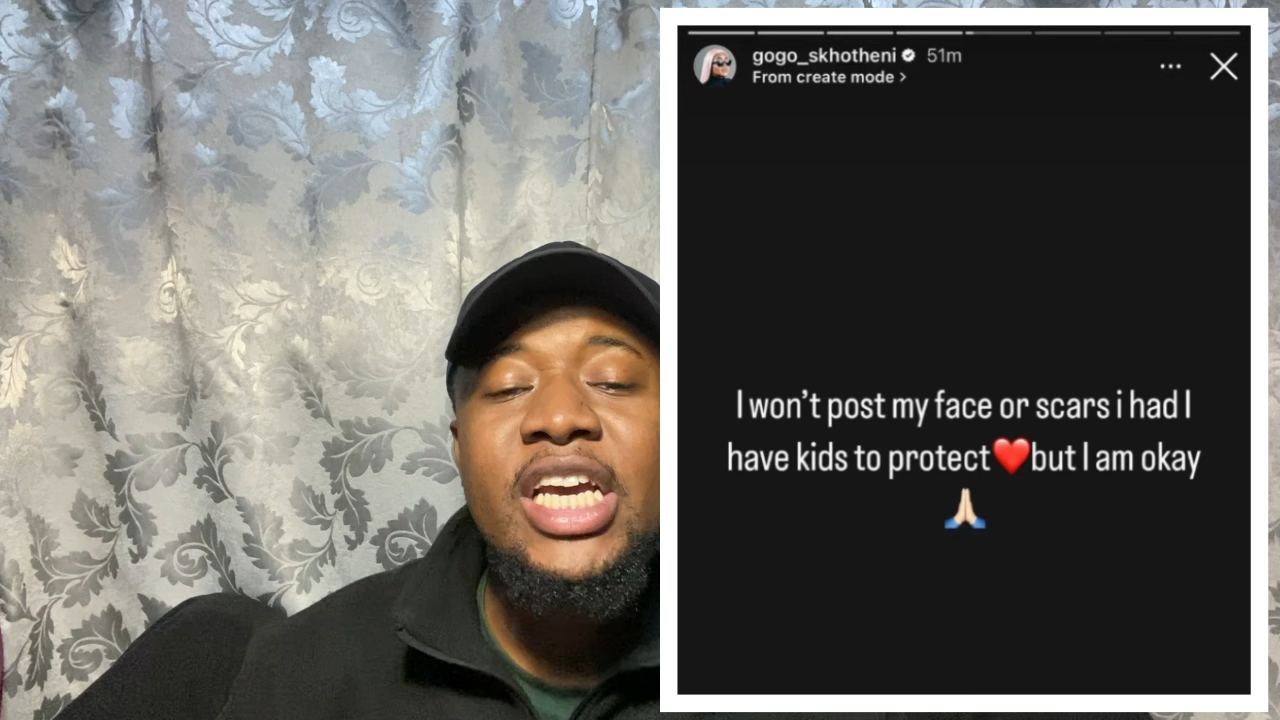 gogo_skhotheni 51m
From create mode >
I won’t post my face or scars i had I
have kids to protect❤️but I am okay
🙏🏻